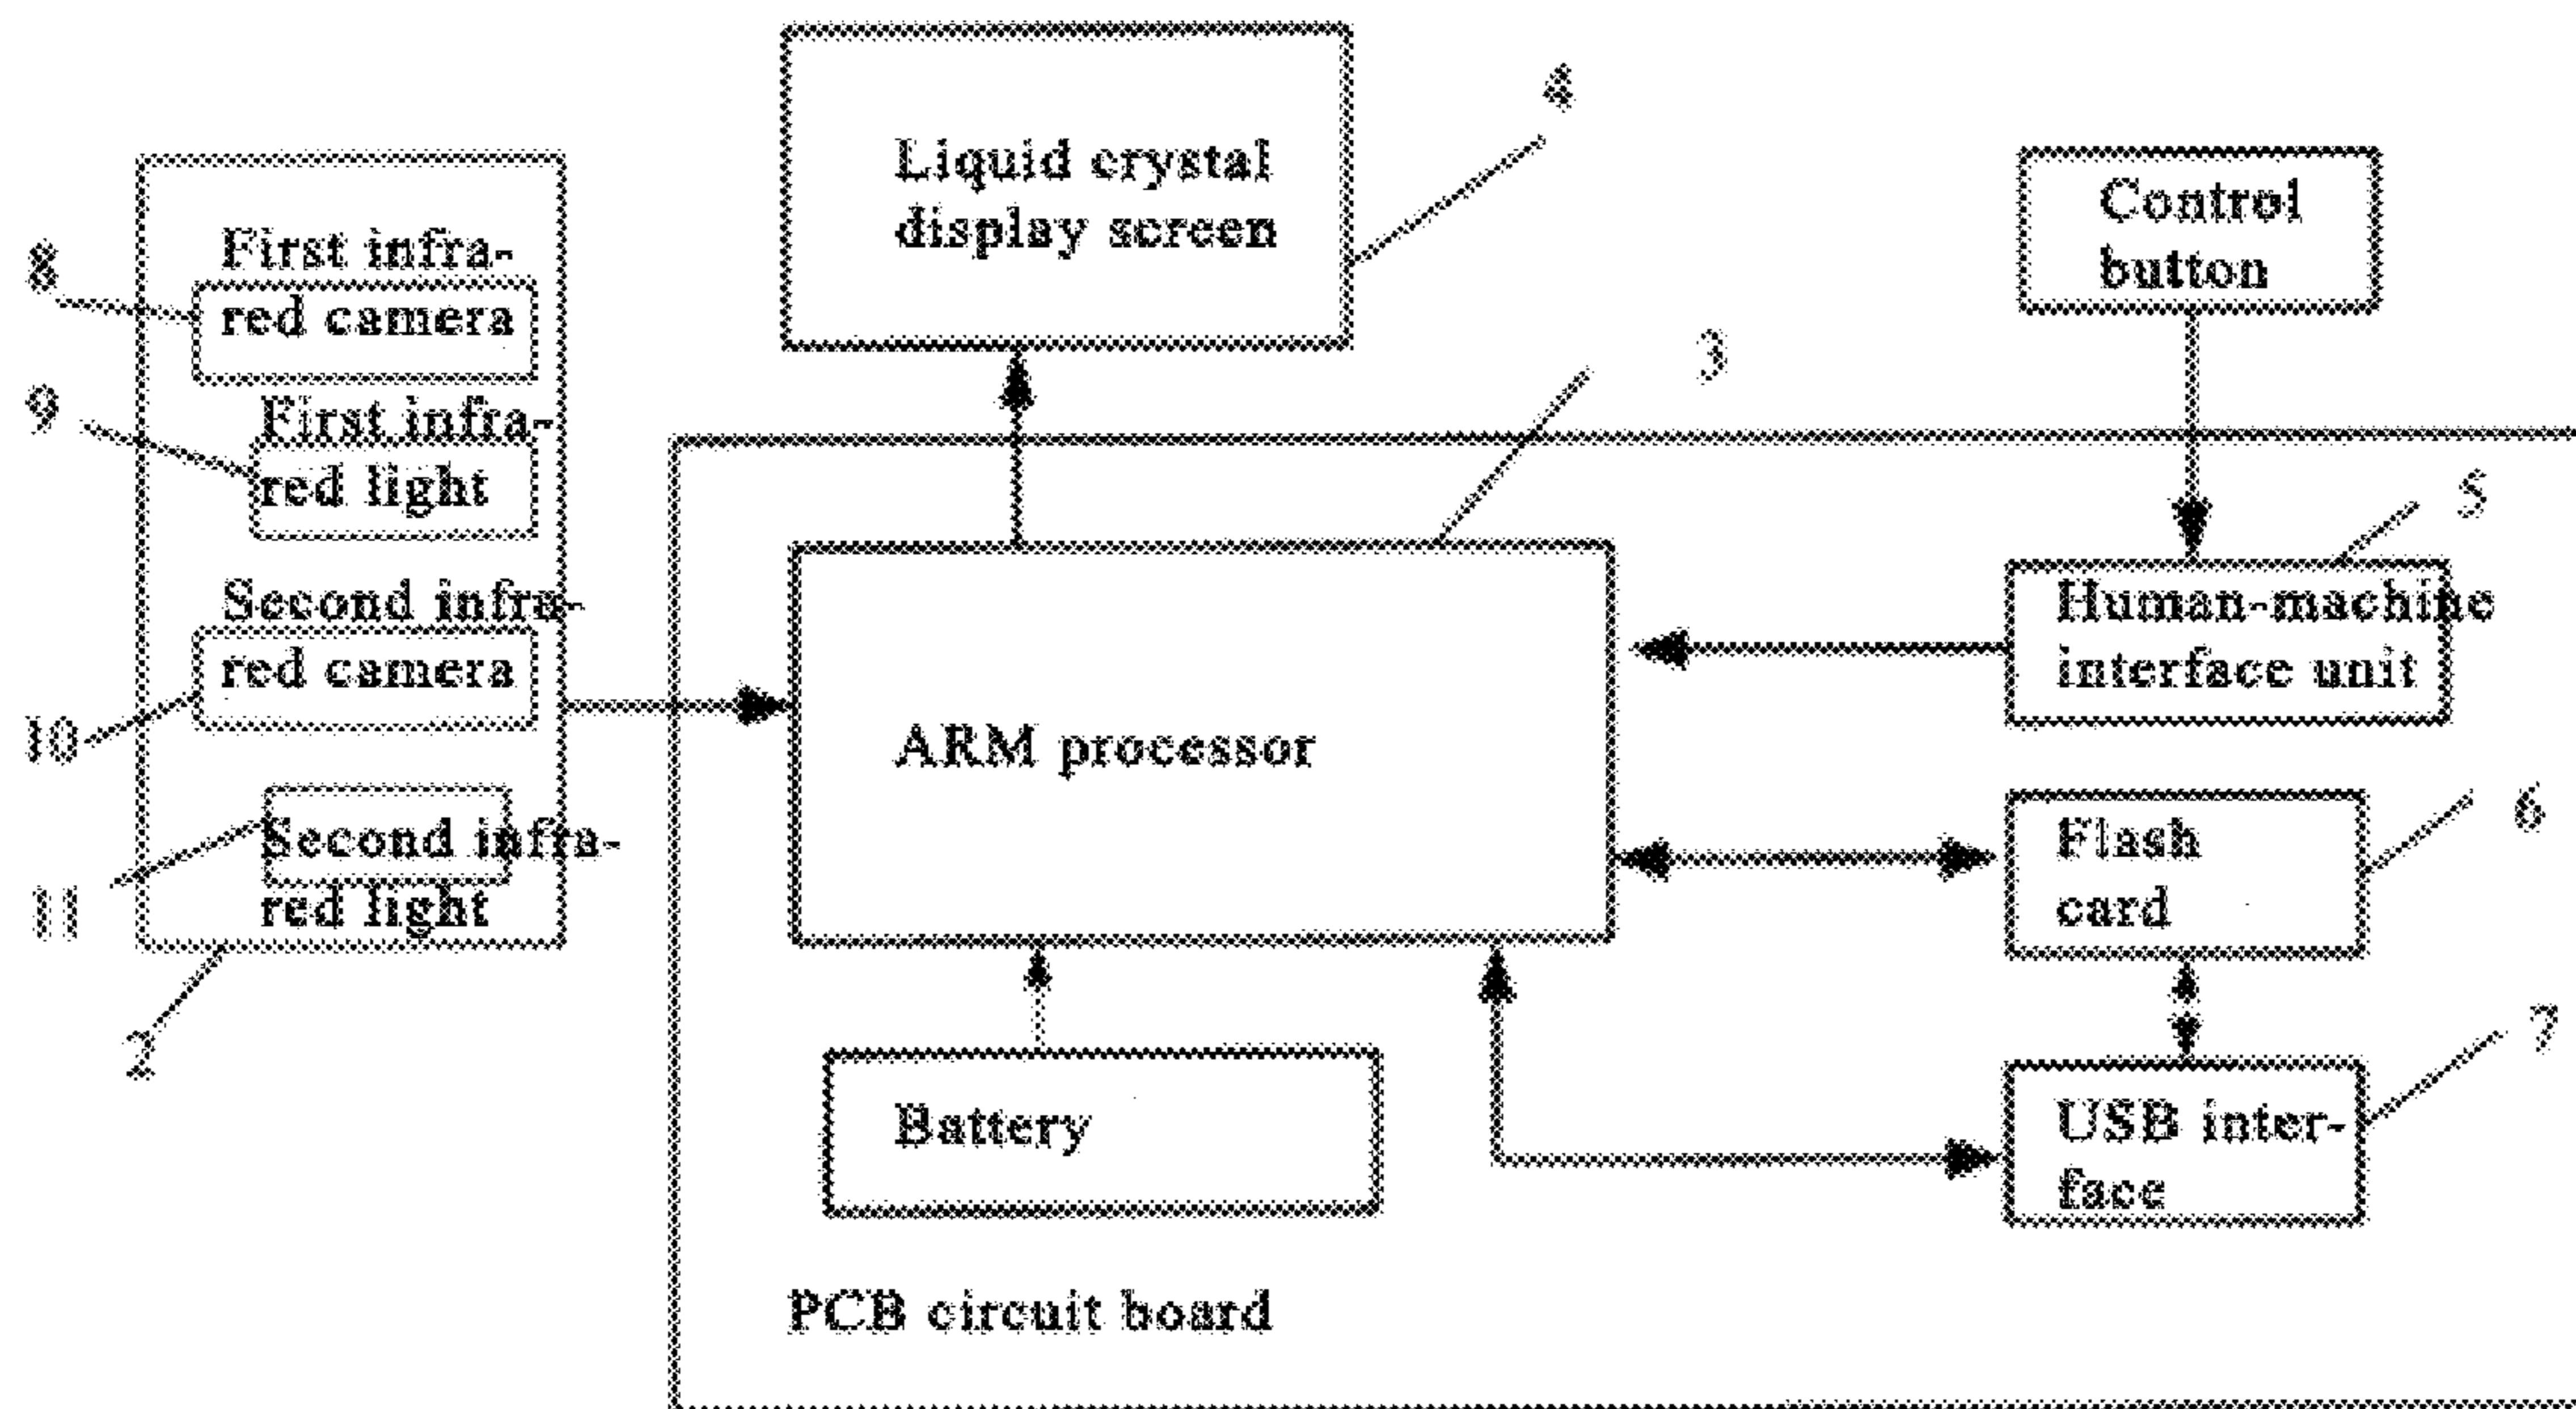 4
Liquid crystal
display screen
Control
button
8
First infra-
red camera
3
9
First infra-
red light
5
Second infra-
red camera
Human-machine
interface unit
10
ARM processor
6
Flash
card
11
Second infra-
red light
2
7
Battery
USB inter-
face
PCB circuit board